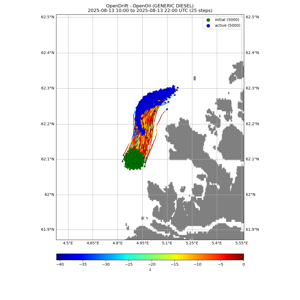 OpenDrift - OpenOil (GENERIC DIESEL)
2025-08-13 10:00 to 2025-08-13 22:00 UTC (25 steps)
initial (5000)
active (5000)
62.5°N 62.5°N
62.4°N 62.4°N
62.3°N 62.3°N
62.2°N 62.2°N
62.1°N 62.1°N
62°N 62°N
61.9°N 61.9°N
4.5°E 4.65°E 4.8°E 4.95°E 5.1°E 5.25°E 5.4°E 5.55°E
−40 −35 −30 −25 −20 −15 −10 −5 0
z